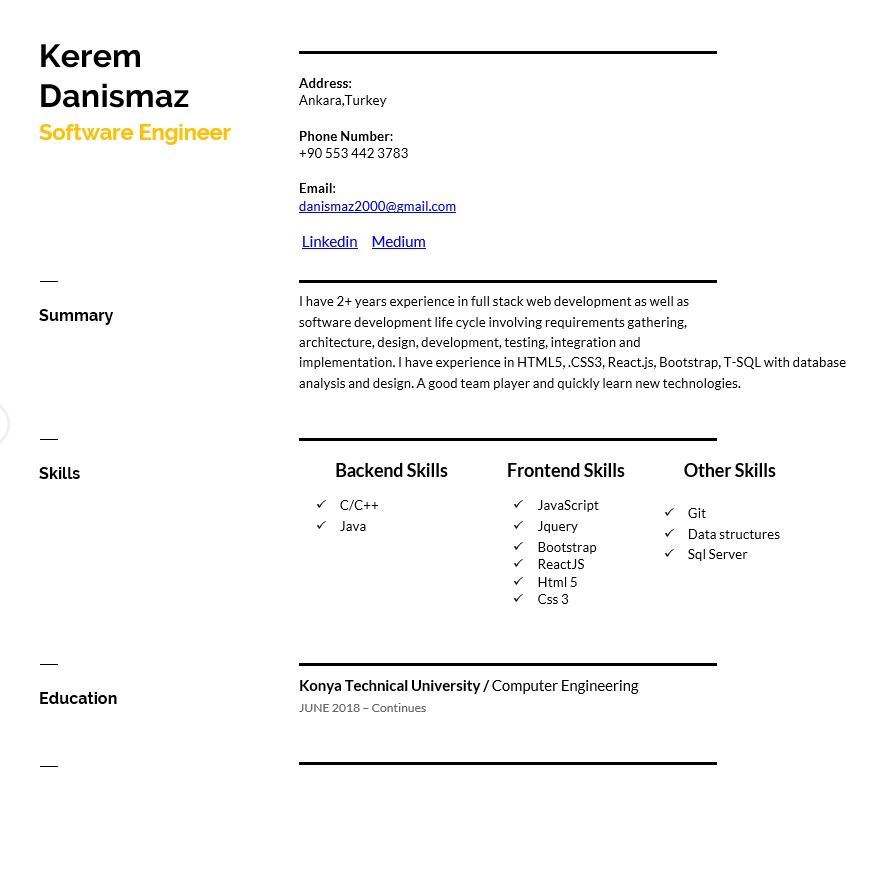 Kerem
Danismaz
Software Engineer
Address:
Ankara,Turkey
Phone Number:
+90 553 442 3783
Email:
danismaz2000@gmail.com
Linkedin Medium
Summary
I have 2+ years experience in full stack web development as well as
software development life cycle involving requirements gathering,
architecture, design, development, testing, integration and
implementation. I have experience in HTML5, .CSS3, React.js, Bootstrap, T-SQL with database
analysis and design. A good team player and quickly learn new technologies.
Skills
Backend Skills
C/C++
Java
Frontend Skills
JavaScript
Jquery
Bootstrap
ReactJS
Html 5
Css 3
Other Skills
Git
Data structures
Sql Server
Education
Konya Technical University / Computer Engineering
JUNE 2018 – Continues